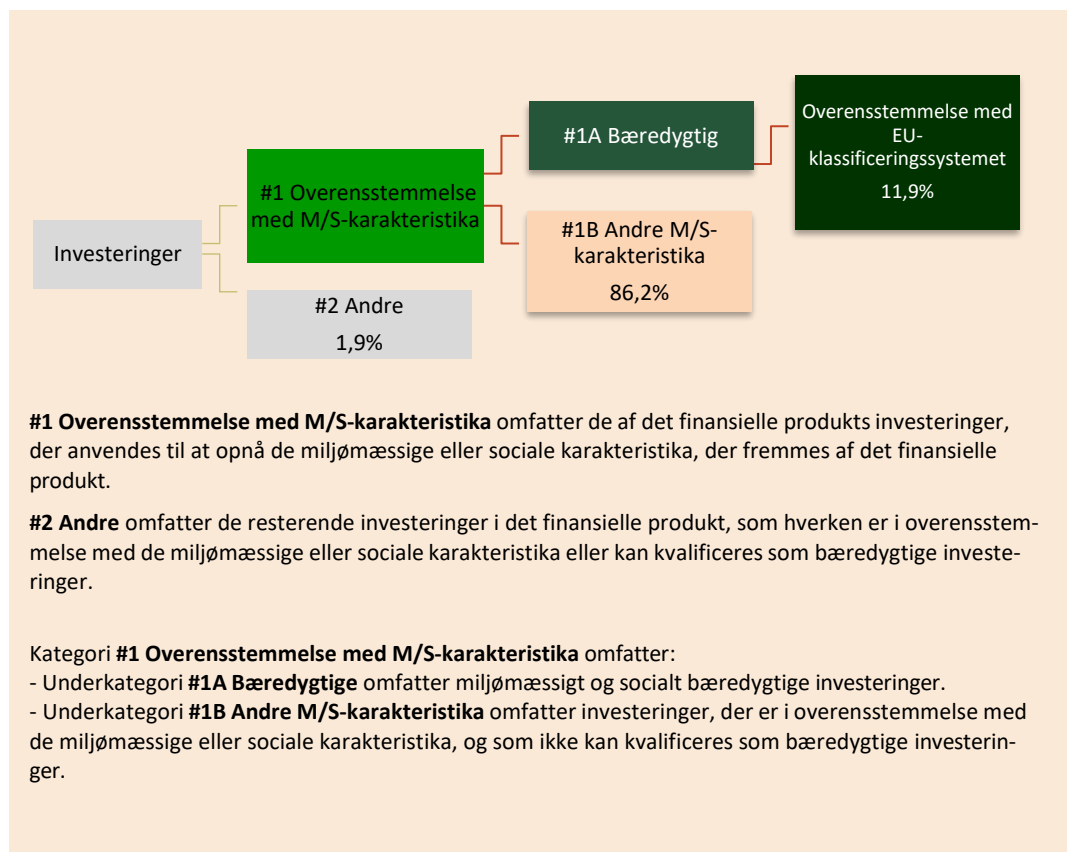 Investeringer
#1 Overensstemmelse
med M/S-karakteristika
#2 Andre
1,9%
#1A Bæredygtig
#1B Andre M/S-
karakteristika
86,2%
Overensstemmelse med
EU-
klassificeringssystemet
11,9%
#1 Overensstemmelse med M/S-karakteristika omfatter de af det finansielle produkts investeringer,
der anvendes til at opnå de miljømæssige eller sociale karakteristika, der fremmes af det finansielle
produkt.
#2 Andre omfatter de resterende investeringer i det finansielle produkt, som hverken er i overensstem-
melse med de miljømæssige eller sociale karakteristika eller kan kvalificeres som bæredygtige investe-
ringer.
Kategori #1 Overensstemmelse med M/S-karakteristika omfatter:
- Underkategori #1A Bæredygtige omfatter miljømæssigt og socialt bæredygtige investeringer.
- Underkategori #1B Andre M/S-karakteristika omfatter investeringer, der er i overensstemmelse med
de miljømæssige eller sociale karakteristika, og som ikke kan kvalificeres som bæredygtige investerin-
ger.